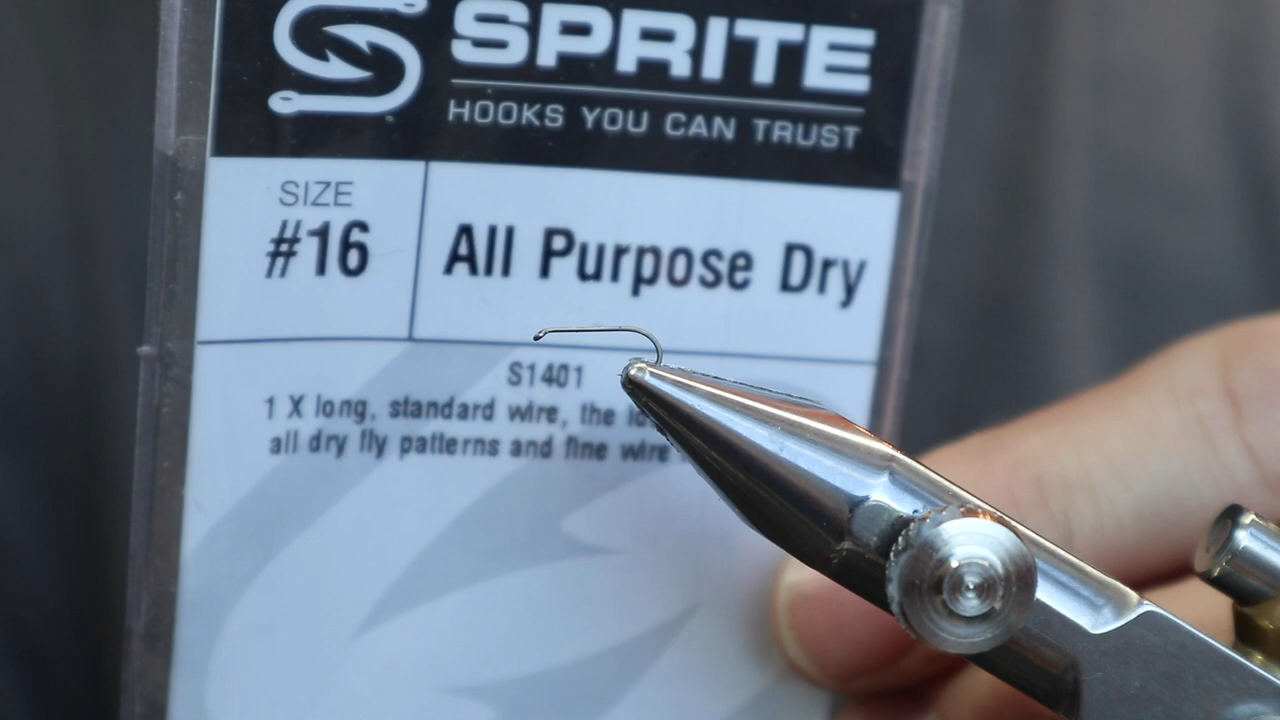 SPRITE
HOOKS YOU CAN TRUST
SIZE
#16
All Purpose Dry
S1401
1 X long, standard wire, the
all dry fly patterns and fine wire